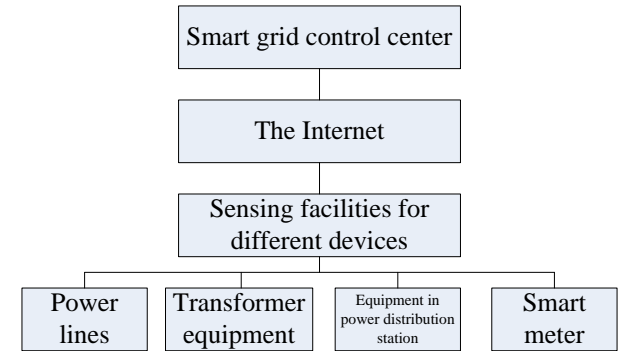 Smart grid control center
The Internet
Sensing facilities for
different devices
Power
lines
Transformer
equipment
Equipment in
power distribution
station
Smart
meter